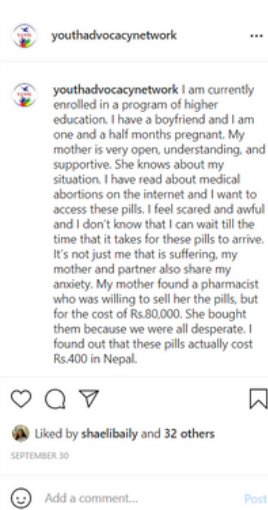 youthadvocacynetwork
...
youthadvocacynetwork I am currently
enrolled in a program of higher
education. I have a boyfriend and I am
one and a half months pregnant. My
mother is very open, understanding, and
supportive. She knows about my
situation. I have read about medical
abortions on the internet and I want to
access these pills. I feel scared and awful
and I don't know that I can wait till the
time that it takes for these pills to arrive.
It's not just me that is suffering, my
mother and partner also share my
anxiety. My mother found a pharmacist
who was willing to sell her the pills, but
for the cost of Rs.80,000. She bought
them because we were all desperate. I
found out that these pills actually cost
Rs.400 in Nepal.
Liked by shaelibaily and 32 others
SEPTEMBER 30
Add a comment...
Post